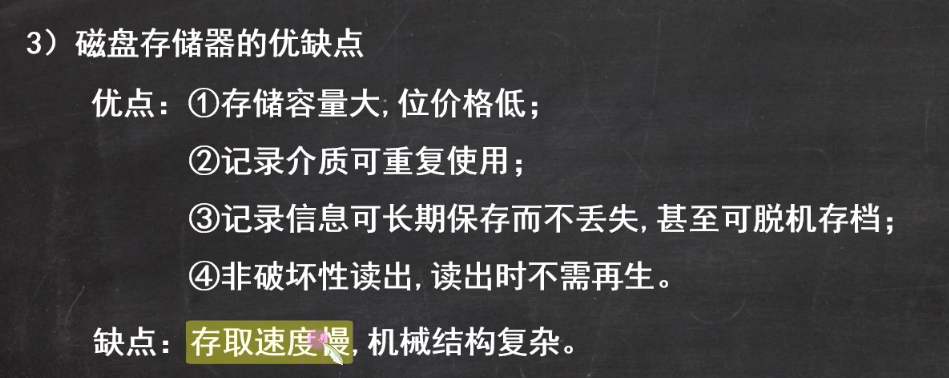 3）磁盘存储器的优缺点
优点：①存储容量大,位价格低；
②记录介质可重复使用；
③记录信息可长期保存而不丢失,甚至可脱机存档；
④非破坏性读出,读出时不需再生。
缺点：存取速度慢,机械结构复杂。